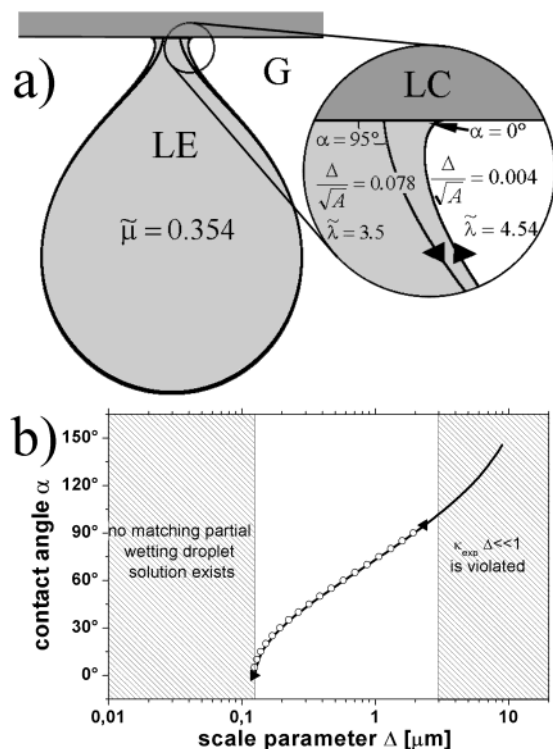 a)
LE
G
μ̃ = 0.354
LC
α = 95°
α = 0°
Δ/√A = 0.078
Δ/√A = 0.004
λ̃ = 3.5
λ̃ = 4.54
b)
contact angle α
150°
120°
90°
60°
30°
0°
no matching partial
wetting droplet
solution exists
κexp Δ<<1
is violated
0,01
0,1
1
10
scale parameter Δ [μm]